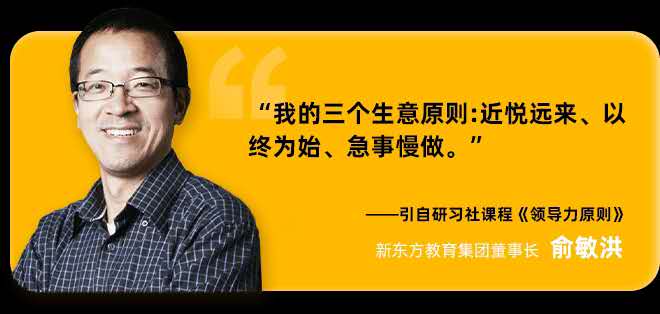 “我的三个生意原则:近悦远来、以
终为始、急事慢做。”
——引自研习社课程《领导力原则》
新东方教育集团董事长 俞敏洪